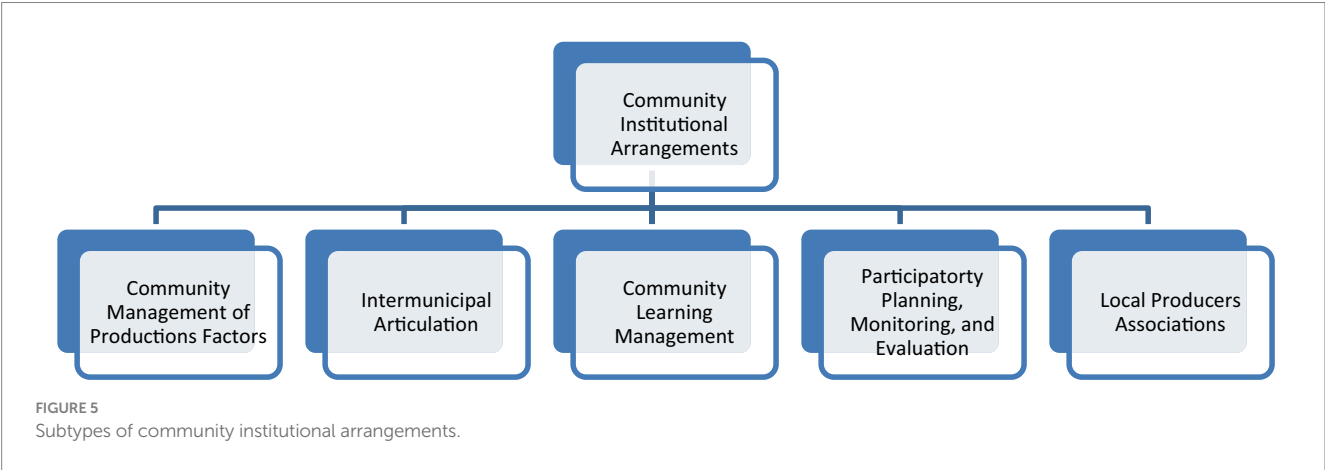 Community
Institutional
Arrangements
Community
Management of
Productions Factors
Intermunicipal
Articulation
Community
Learning
Management
Participatorty
Planning,
Monitoring, and
Evaluation
Local Producers
Associations
FIGURE 5
Subtypes of community institutional arrangements.